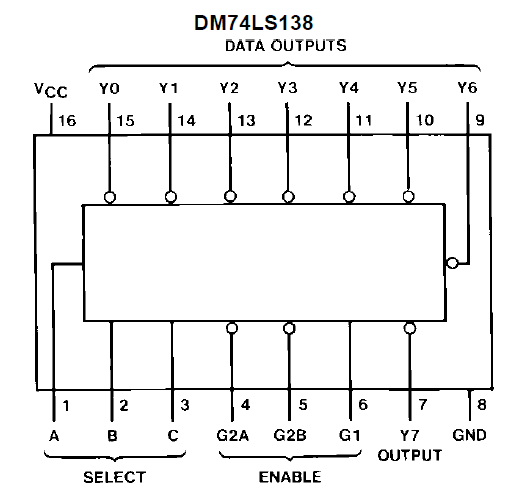 DM74LS138
DATA OUTPUTS
VCC Y0 Y1 Y2 Y3 Y4 Y5 Y6
16 15 14 13 12 11 10 9
1 2 3 4 5 6 7 8
A B C G2A G2B G1 Y7 GND
OUTPUT
SELECT ENABLE